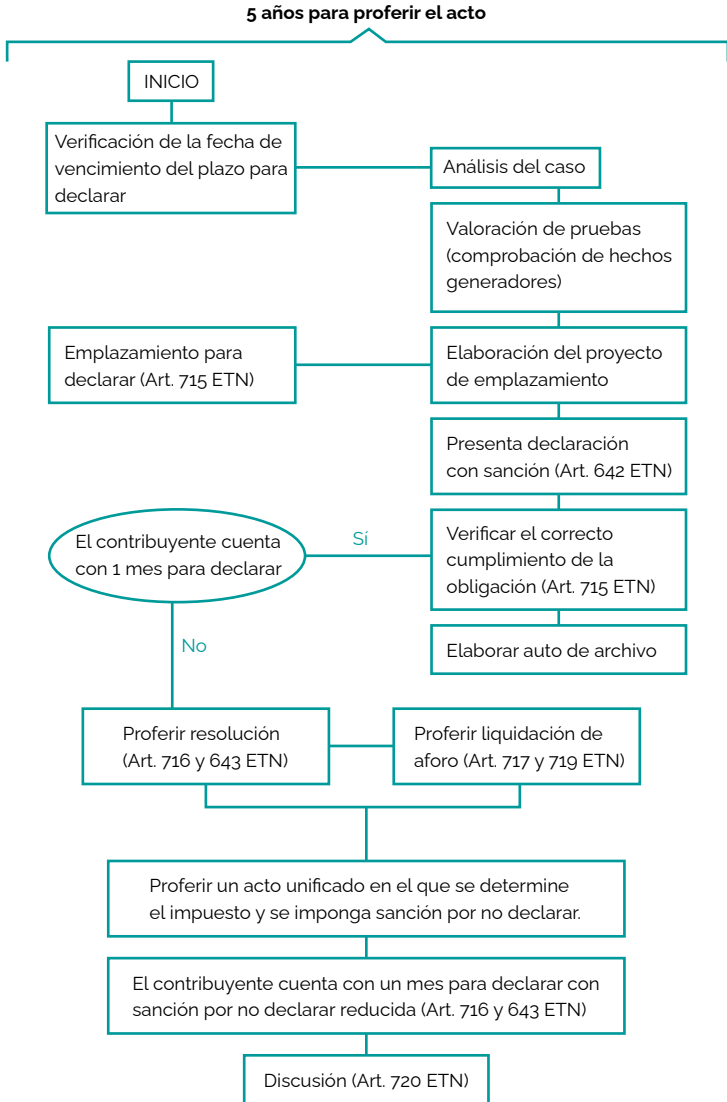 5 años para proferir el acto
INICIO
Verificación de la fecha de
vencimiento del plazo para
declarar
Análisis del caso
Valoración de pruebas
(comprobación de hechos
generadores)
Emplazamiento para
declarar (Art. 715 ETN)
Elaboración del proyecto
de emplazamiento
Presenta declaración
con sanción (Art. 642 ETN)
El contribuyente cuenta
con 1 mes para declarar
Sí
Verificar el correcto
cumplimiento de la
obligación (Art. 715 ETN)
Elaborar auto de archivo
No
Proferir resolución
(Art. 716 y 643 ETN)
Proferir liquidación de
aforo (Art. 717 y 719 ETN)
Proferir un acto unificado en el que se determine
el impuesto y se imponga sanción por no declarar.
El contribuyente cuenta con un mes para declarar con
sanción por no declarar reducida (Art. 716 y 643 ETN)
Discusión (Art. 720 ETN)